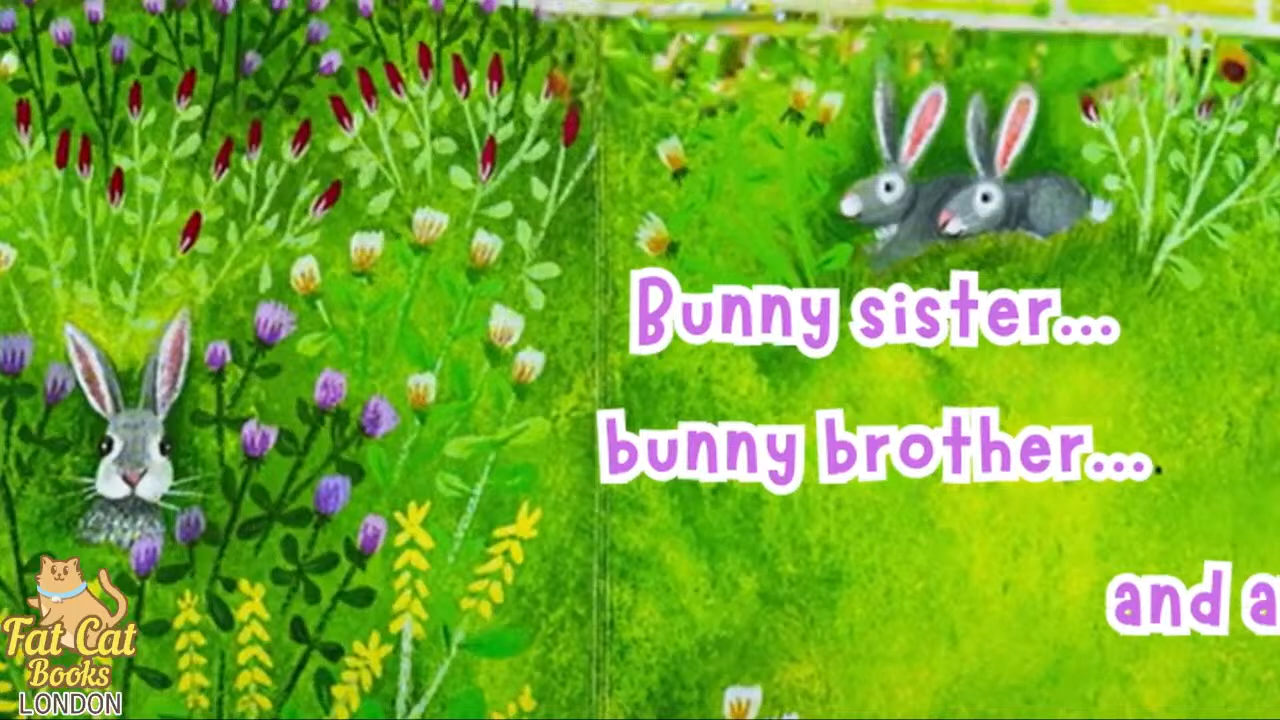 Bunny sister...
bunny brother....
and a
Fat Cat
Books
LONDON